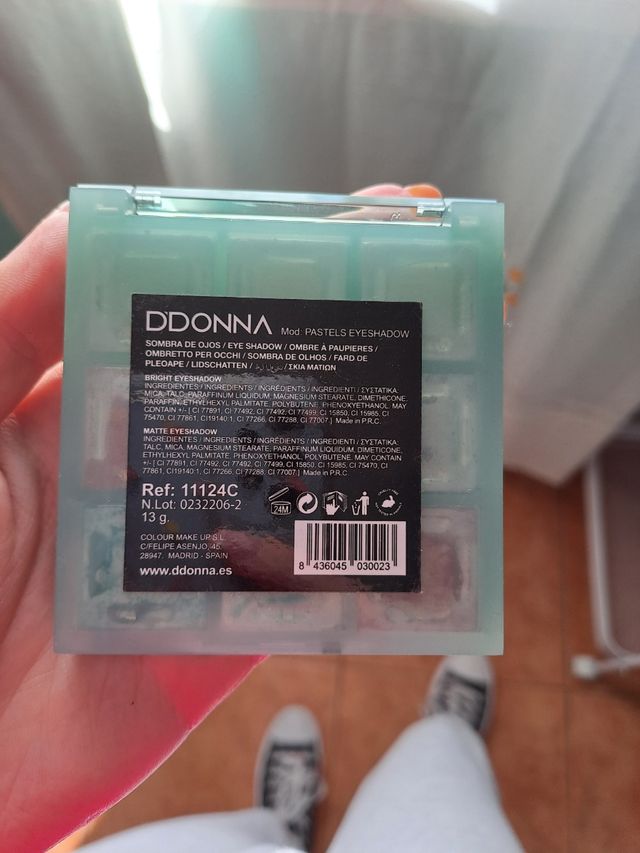 D'DONNA Mod: PASTELS EYESHADOW
SOMBRA DE OJOS / EYE SHADOW / OMBRE À PAUPIERES /
OMBRETTO PER OCCHI / SOMBRA DE OLHOS / FARD DE
PLEOAPE / LIDSCHATTEN / / ΣΚΙΑ ΜΑΤΙΩΝ
BRIGHT EYESHADOW
INGREDIENTES / INGREDIENTS / INGRÉDIENTS / INGREDIENTI / ΣΥΣΤΑΤΙΚΑ:
MICA, TALC, PARAFFINUM LIQUIDUM, MAGNESIUM STEARATE, DIMETHICONE,
PARAFFIN, ETHYLHEXYL, PALMITATE, POLYBUTENE, PHENOXYETHANOL, MAY
CONTAIN +/- [ CI 77891, CI 77492, CI 77492, CI 77499, CI 15850, CI 15985, CI
75470, CI 77861, CI19140:1, CI 77266, CI 77288, CI 77007 ] Made in P.R.C.
MATTE EYESHADOW
INGREDIENTES / INGREDIENTS / INGRÉDIENTS / INGREDIENTI / ΣΥΣΤΑΤΙΚΑ:
TALC, MICA, MAGNESIUM STEARATE, PARAFFINUM LIQUIDUM, DIMETICONE,
ETHYLHEXYL, PALMITATE, PHENOXYETHANOL, POLYBUTENE. MAY CONTAIN
+/- [ CI 77891, CI 77492, CI 77492, CI 77499, CI 15850, CI 15985, CI 75470, CI
77861, CI19140:1, CI 77266, CI 77288, CI 77007 ] Made in P.R.C
Ref: 11124C
N.Lot: 0232206-2
13 g.
24M
COLOUR MAKE UP S.L.
C/FELIPE ASENJO, 45.
28947. MADRID - SPAIN
www.ddonna.es
8 436045 030023